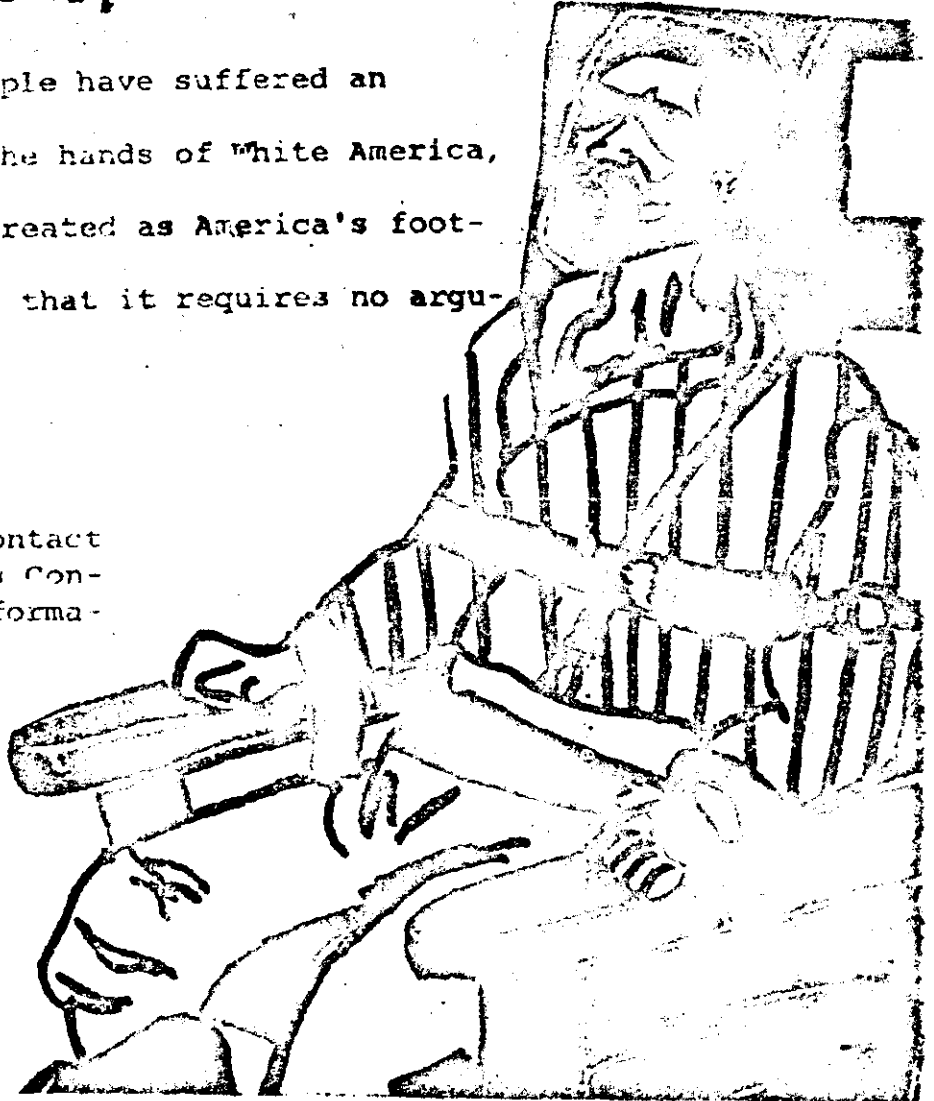 ple have suffered an
he hands of White America,
reated as America's foot-
that it requires no argu-
ontact
s Con-
forma-